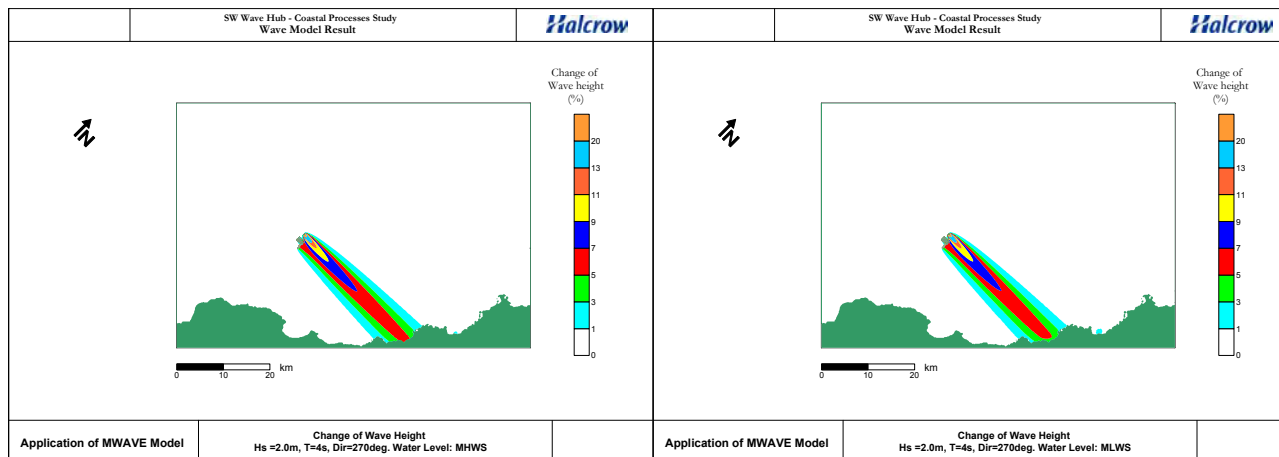 SW Wave Hub - Coastal Processes Study
Wave Model Result
Halcrow
Change of
Wave height
(%)
N
20
13
11
9
7
5
3
1
0
0 10 20 km
Application of MWAVE Model
Change of Wave Height
Hs =2.0m, T=4s, Dir=270deg. Water Level: MHWS
SW Wave Hub - Coastal Processes Study
Wave Model Result
Halcrow
Change of
Wave height
(%)
N
20
13
11
9
7
5
3
1
0
0 10 20 km
Application of MWAVE Model
Change of Wave Height
Hs =2.0m, T=4s, Dir=270deg. Water Level: MLWS